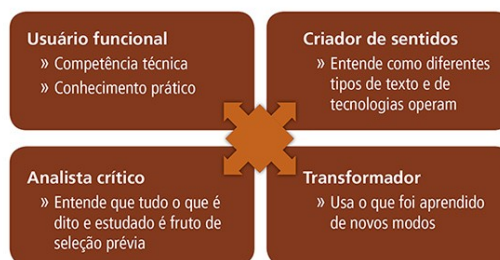 Usuário funcional
» Competência técnica
» Conhecimento prático
Criador de sentidos
» Entende como diferentes
tipos de texto e de
tecnologias operam
Analista crítico
» Entende que tudo o que é
dito e estudado é fruto de
seleção prévia
Transformador
» Usa o que foi aprendido
de novos modos